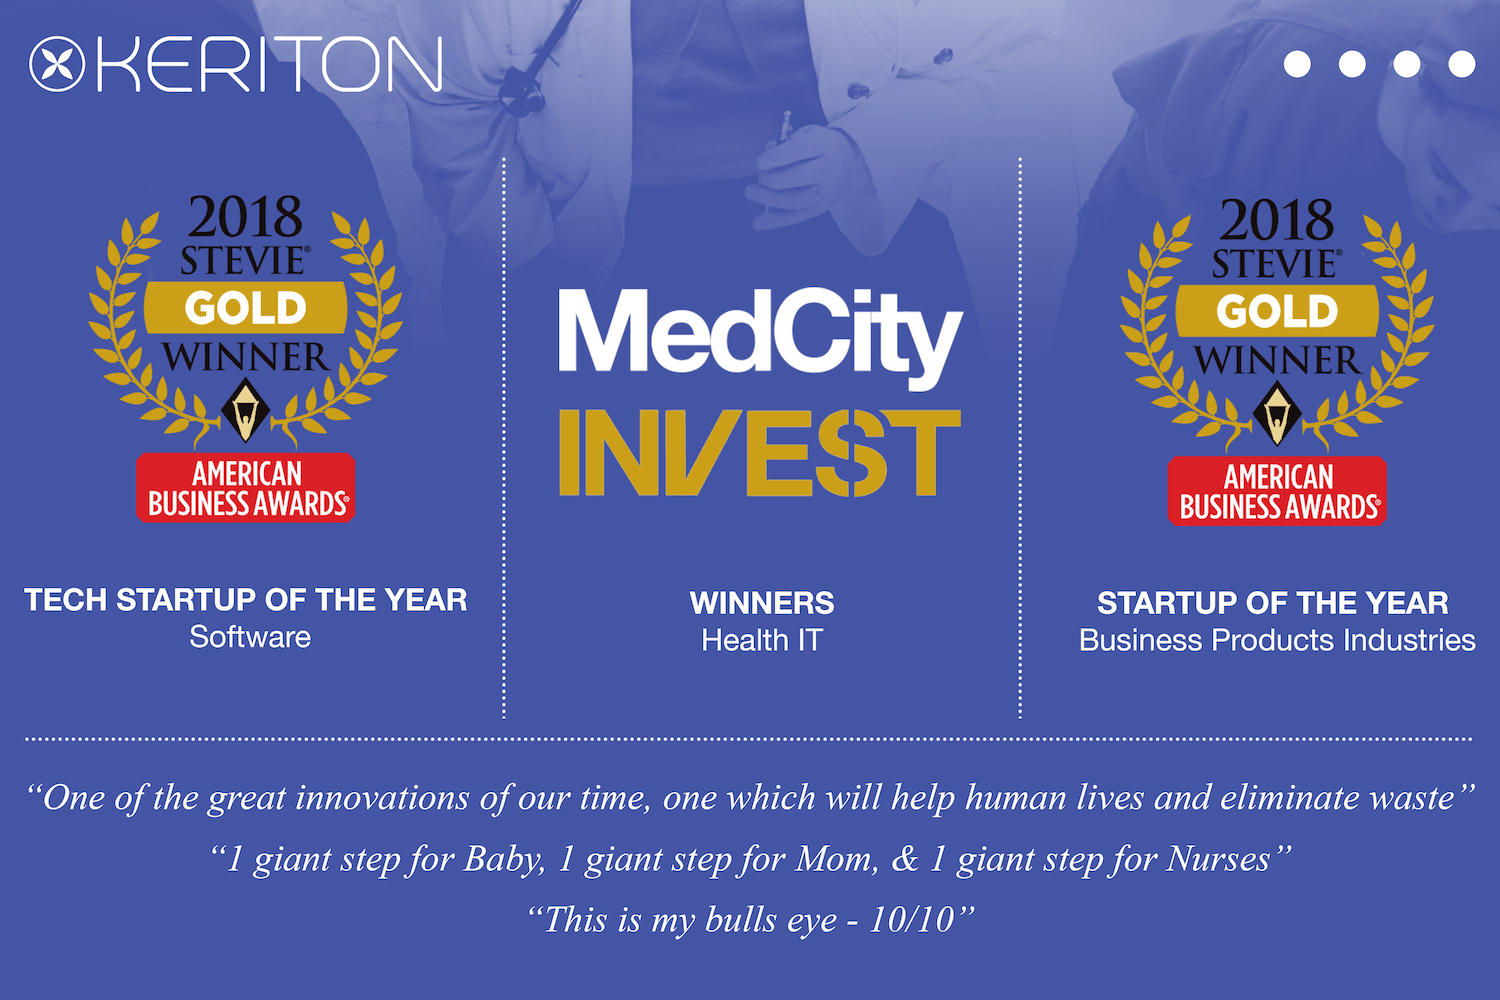 KERITON
2018
STEVIE®
GOLD
WINNER
AMERICAN
BUSINESS AWARDS®
TECH STARTUP OF THE YEAR
Software
MedCity
INVEST
WINNERS
Health IT
2018
STEVIE®
GOLD
WINNER
AMERICAN
BUSINESS AWARDS®
STARTUP OF THE YEAR
Business Products Industries
“One of the great innovations of our time, one which will help human lives and eliminate waste”
“1 giant step for Baby, 1 giant step for Mom, & 1 giant step for Nurses”
“This is my bulls eye - 10/10”